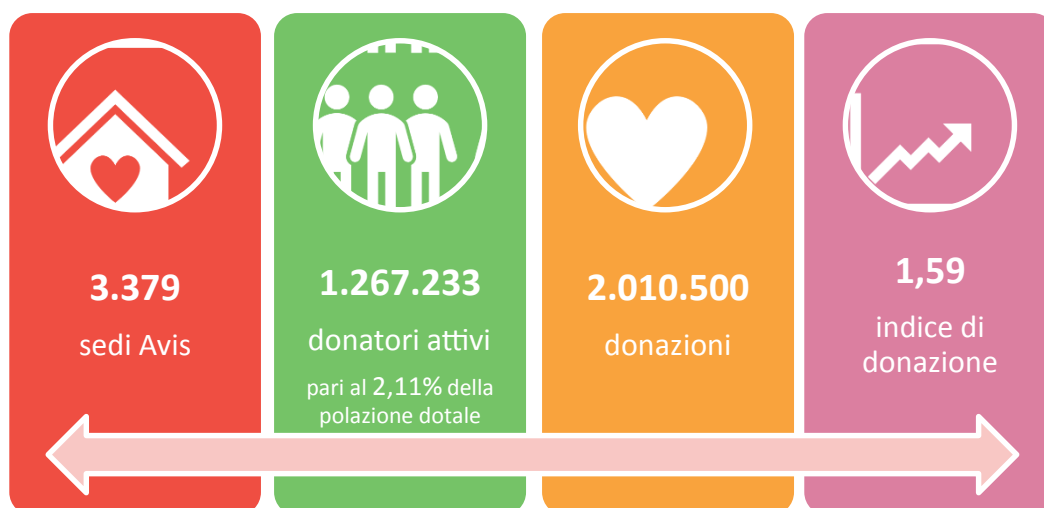 3.379
sedi Avis
1.267.233
donatori attivi
pari al 2,11% della
polazione dotale
2.010.500
donazioni
1,59
indice di
donazione